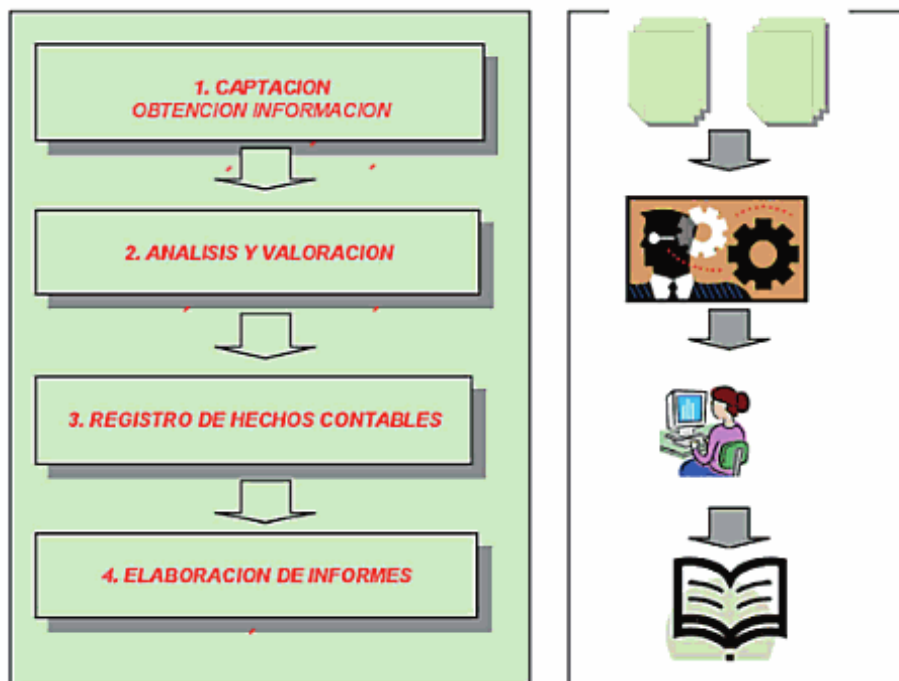 1. CAPTACION
OBTENCION INFORMACION
2. ANALISIS Y VALORACION
3. REGISTRO DE HECHOS CONTABLES
4. ELABORACION DE INFORMES